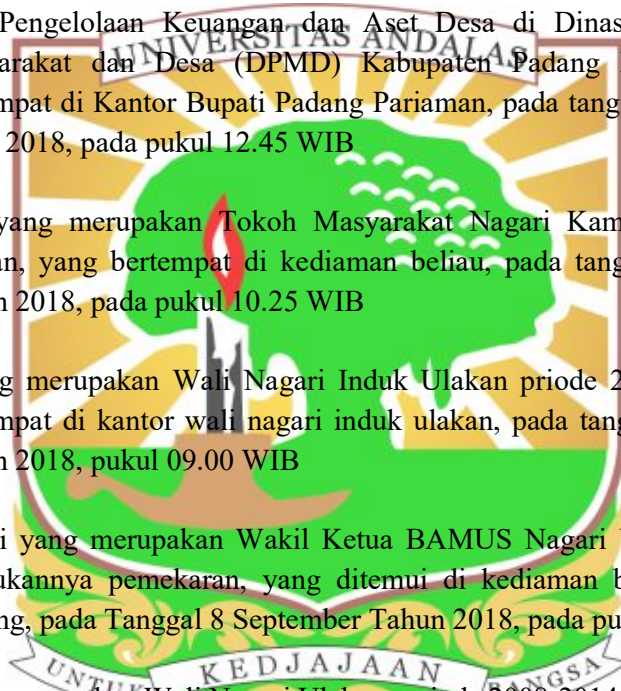 Pengelolaan Keuangan dan Aset Desa di Dinas
UNIVERSITAS ANDALAS
arakat dan Desa (DPMD) Kabupaten Padang
mpat di Kantor Bupati Padang Pariaman, pada tang
2018, pada pukul 12.45 WIB
yang merupakan Tokoh Masyarakat Nagari Kam
an, yang bertempat di kediaman beliau, pada tang
n 2018, pada pukul 10.25 WIB
g merupakan Wali Nagari Induk Ulakan priode 2
mpat di kantor wali nagari induk ulakan, pada tang
n 2018, pukul 09.00 WIB
i yang merupakan Wakil Ketua BAMUS Nagari
ukannya pemekaran, yang ditemui di kediaman b
ng, pada Tanggal 8 September Tahun 2018, pada pu
UNTUK KEDJAJAAN BANGSA
Wali Nagari Ulakan